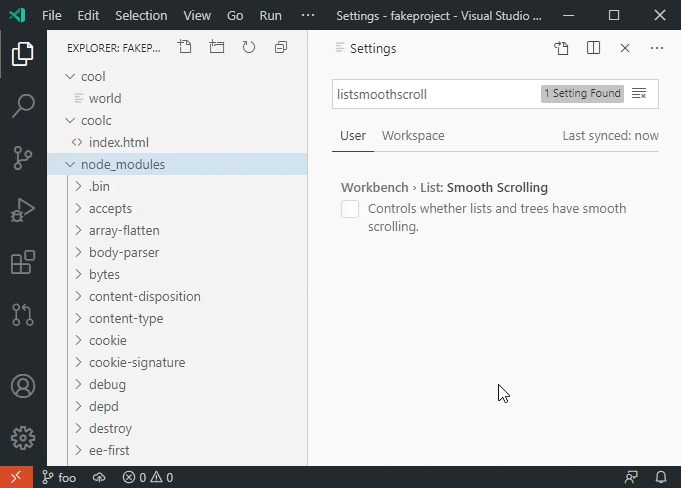 File Edit Selection View Go Run ··· Settings - fakeproject - Visual Studio ...
EXPLORER: FAKEP...
cool
world
coolc
<> index.html
node_modules
.bin
accepts
array-flatten
body-parser
bytes
content-disposition
content-type
cookie
cookie-signature
debug
depd
destroy
ee-first
Settings
listsmoothscroll 1 Setting Found
User Workspace Last synced: now
Workbench › List: Smooth Scrolling
Controls whether lists and trees have smooth
scrolling.
foo 0 0